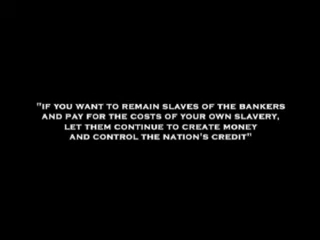 "IF YOU WANT TO REMAIN SLAVES OF THE BANKERS
AND PAY FOR THE COSTS OF YOUR OWN SLAVERY,
LET THEM CONTINUE TO CREATE MONEY
AND CONTROL THE NATION'S CREDIT"